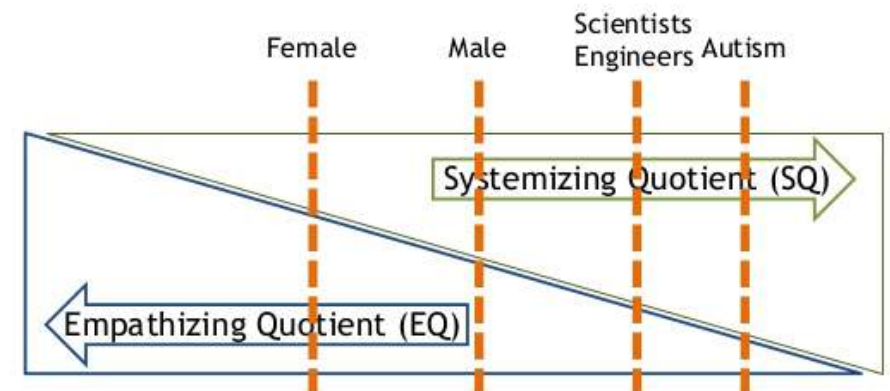 Female
Male
Scientists
Engineers
Autism
Systemizing Quotient (SQ)
Empathizing Quotient (EQ)